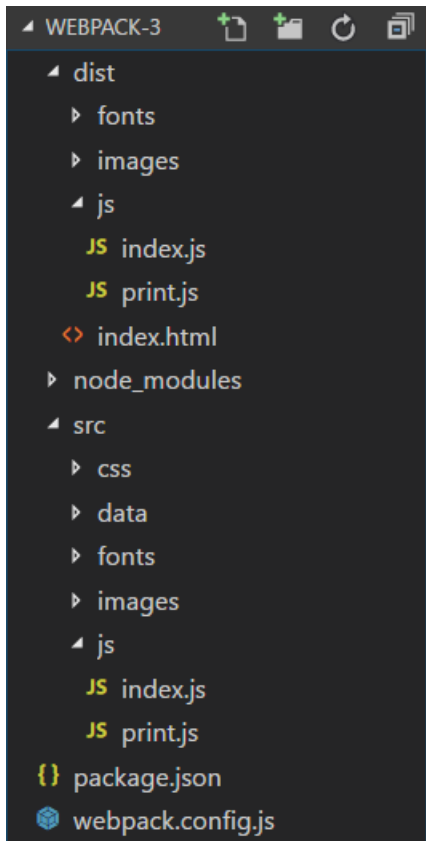 WEBPACK-3
dist
fonts
images
js
JS index.js
JS print.js
<> index.html
node_modules
src
css
data
fonts
images
js
JS index.js
JS print.js
{} package.json
webpack.config.js